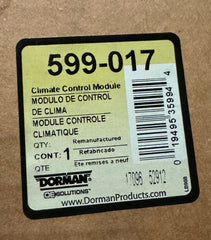 599-017
Climate Control Module
MODULO DE CONTROL
DE CLIMA
MODULE CONTROLE
CLIMATIQUE
QTY. Remanufactured
CONT: 1 Refabricado
QTE Ete remises a neuf
DORMAN
OE SOLUTIONS
www.DormanProducts.com
0 19495 35994 4
17096 52912